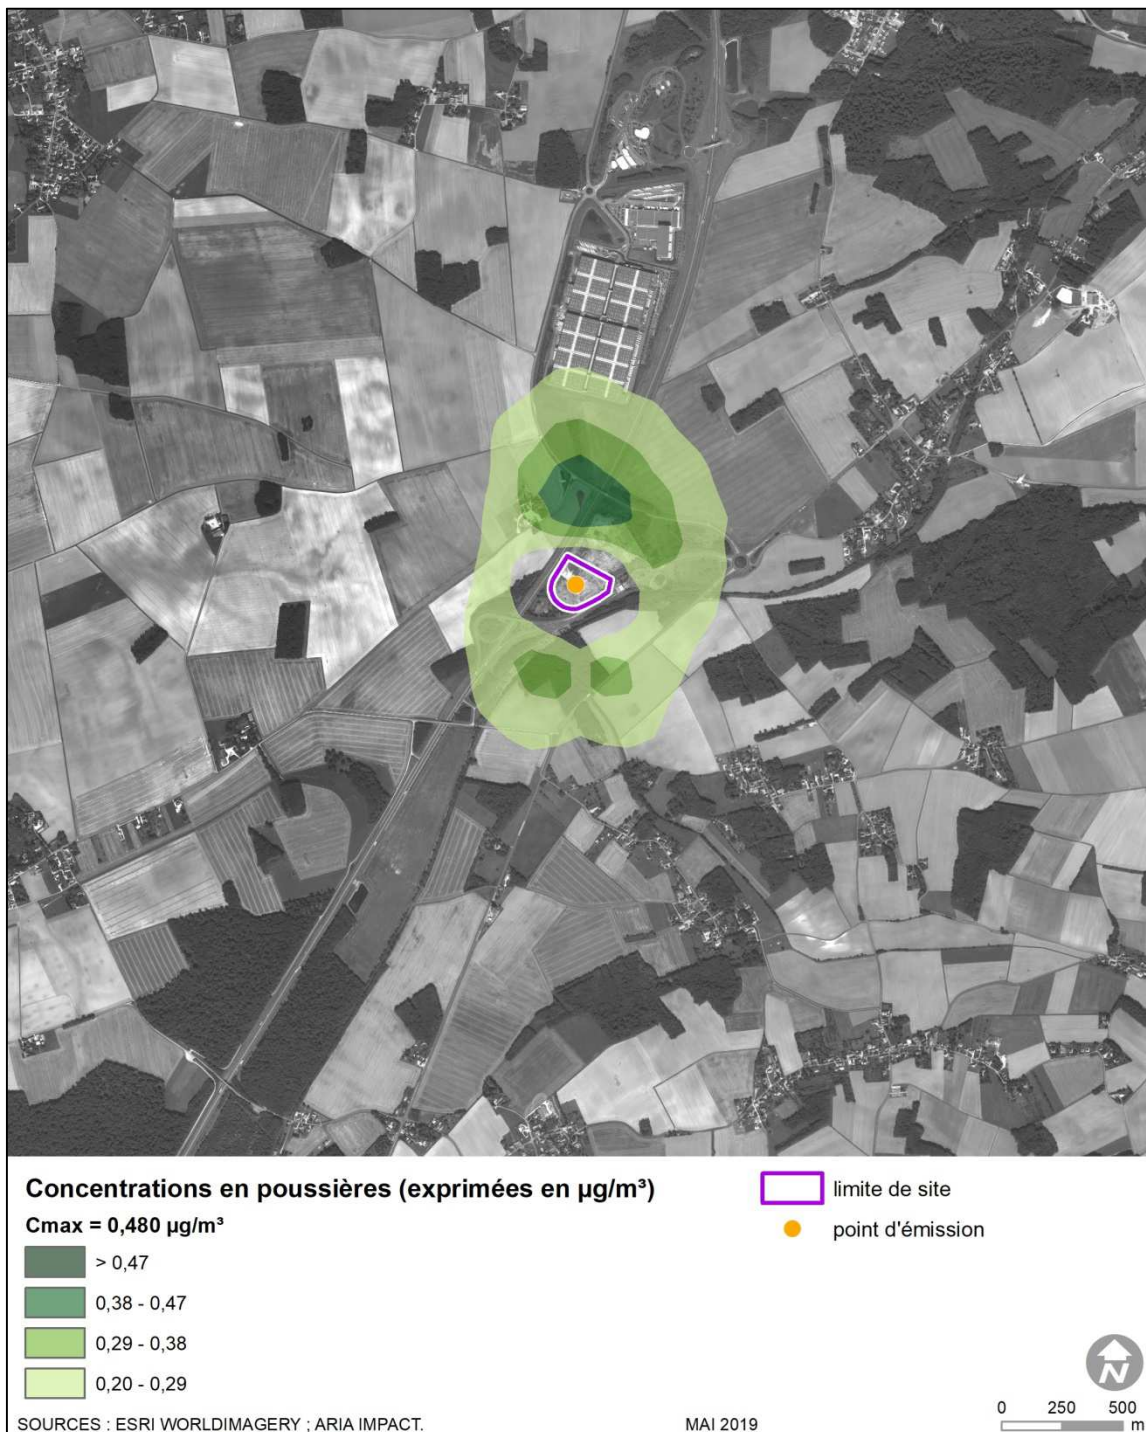 Concentrations en poussières (exprimées en µg/m³)
Cmax = 0,480 µg/m³
> 0,47
0,38 - 0,47
0,29 - 0,38
0,20 - 0,29
limite de site
point d'émission
N
0 250 500
m
SOURCES : ESRI WORLDIMAGERY ; ARIA IMPACT.
MAI 2019